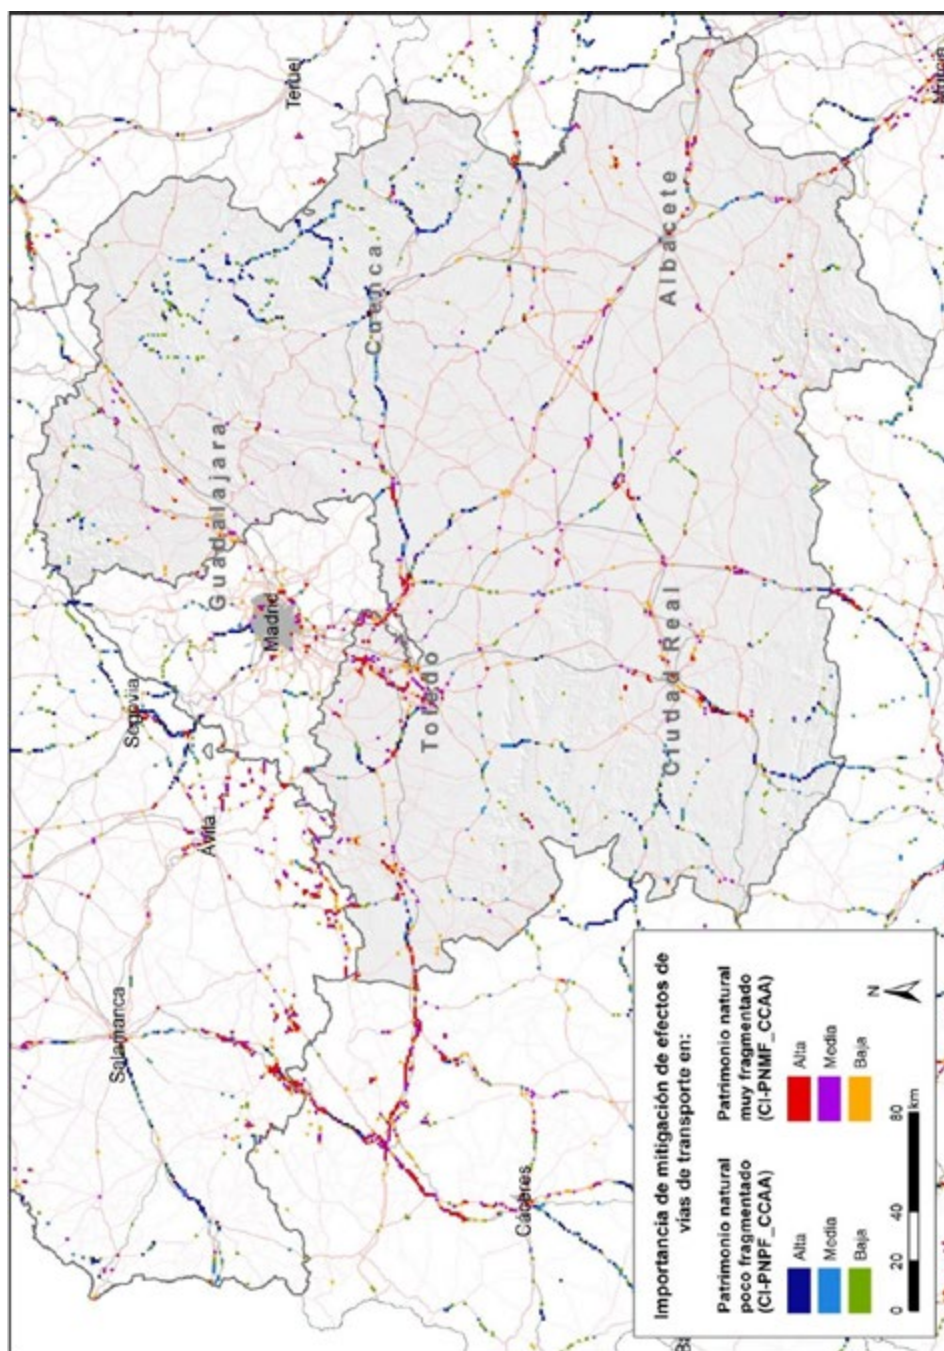 Teruel
Cuenca
Albacete
Guadalajara
Madrid
Segovia
Toledo
Ciudad Real
Ávila
Salamanca
Cáceres
Importancia de mitigación de efectos de
vías de transporte en:
Patrimonio natural
poco fragmentado
(CI-PNPF_CCAA)
Alta
Media
Baja
Patrimonio natural
muy fragmentado
(CI-PNMF_CCAA)
Alta
Media
Baja
0 20 40 80
km
N